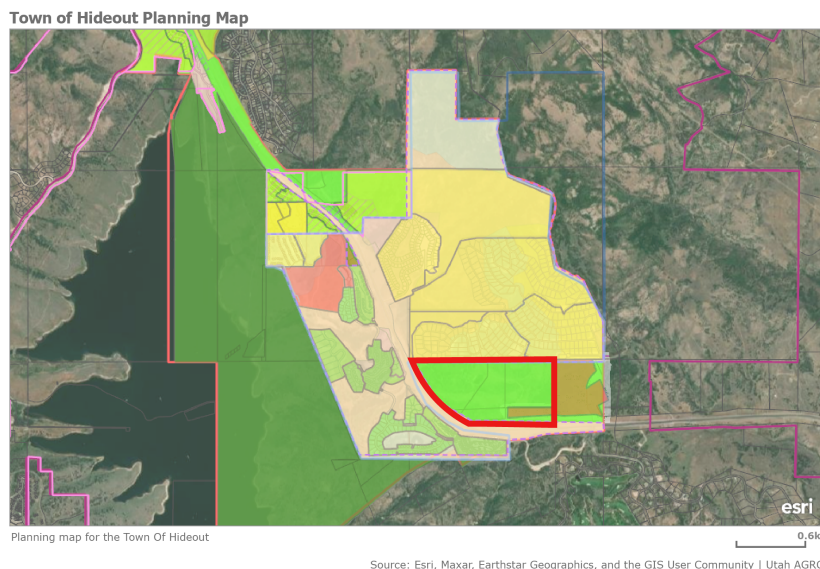 Town of Hideout Planning Map
esri
Planning map for the Town Of Hideout
0.6k
Source: Esri, Maxar, Earthstar Geographics, and the GIS User Community | Utah AGRC